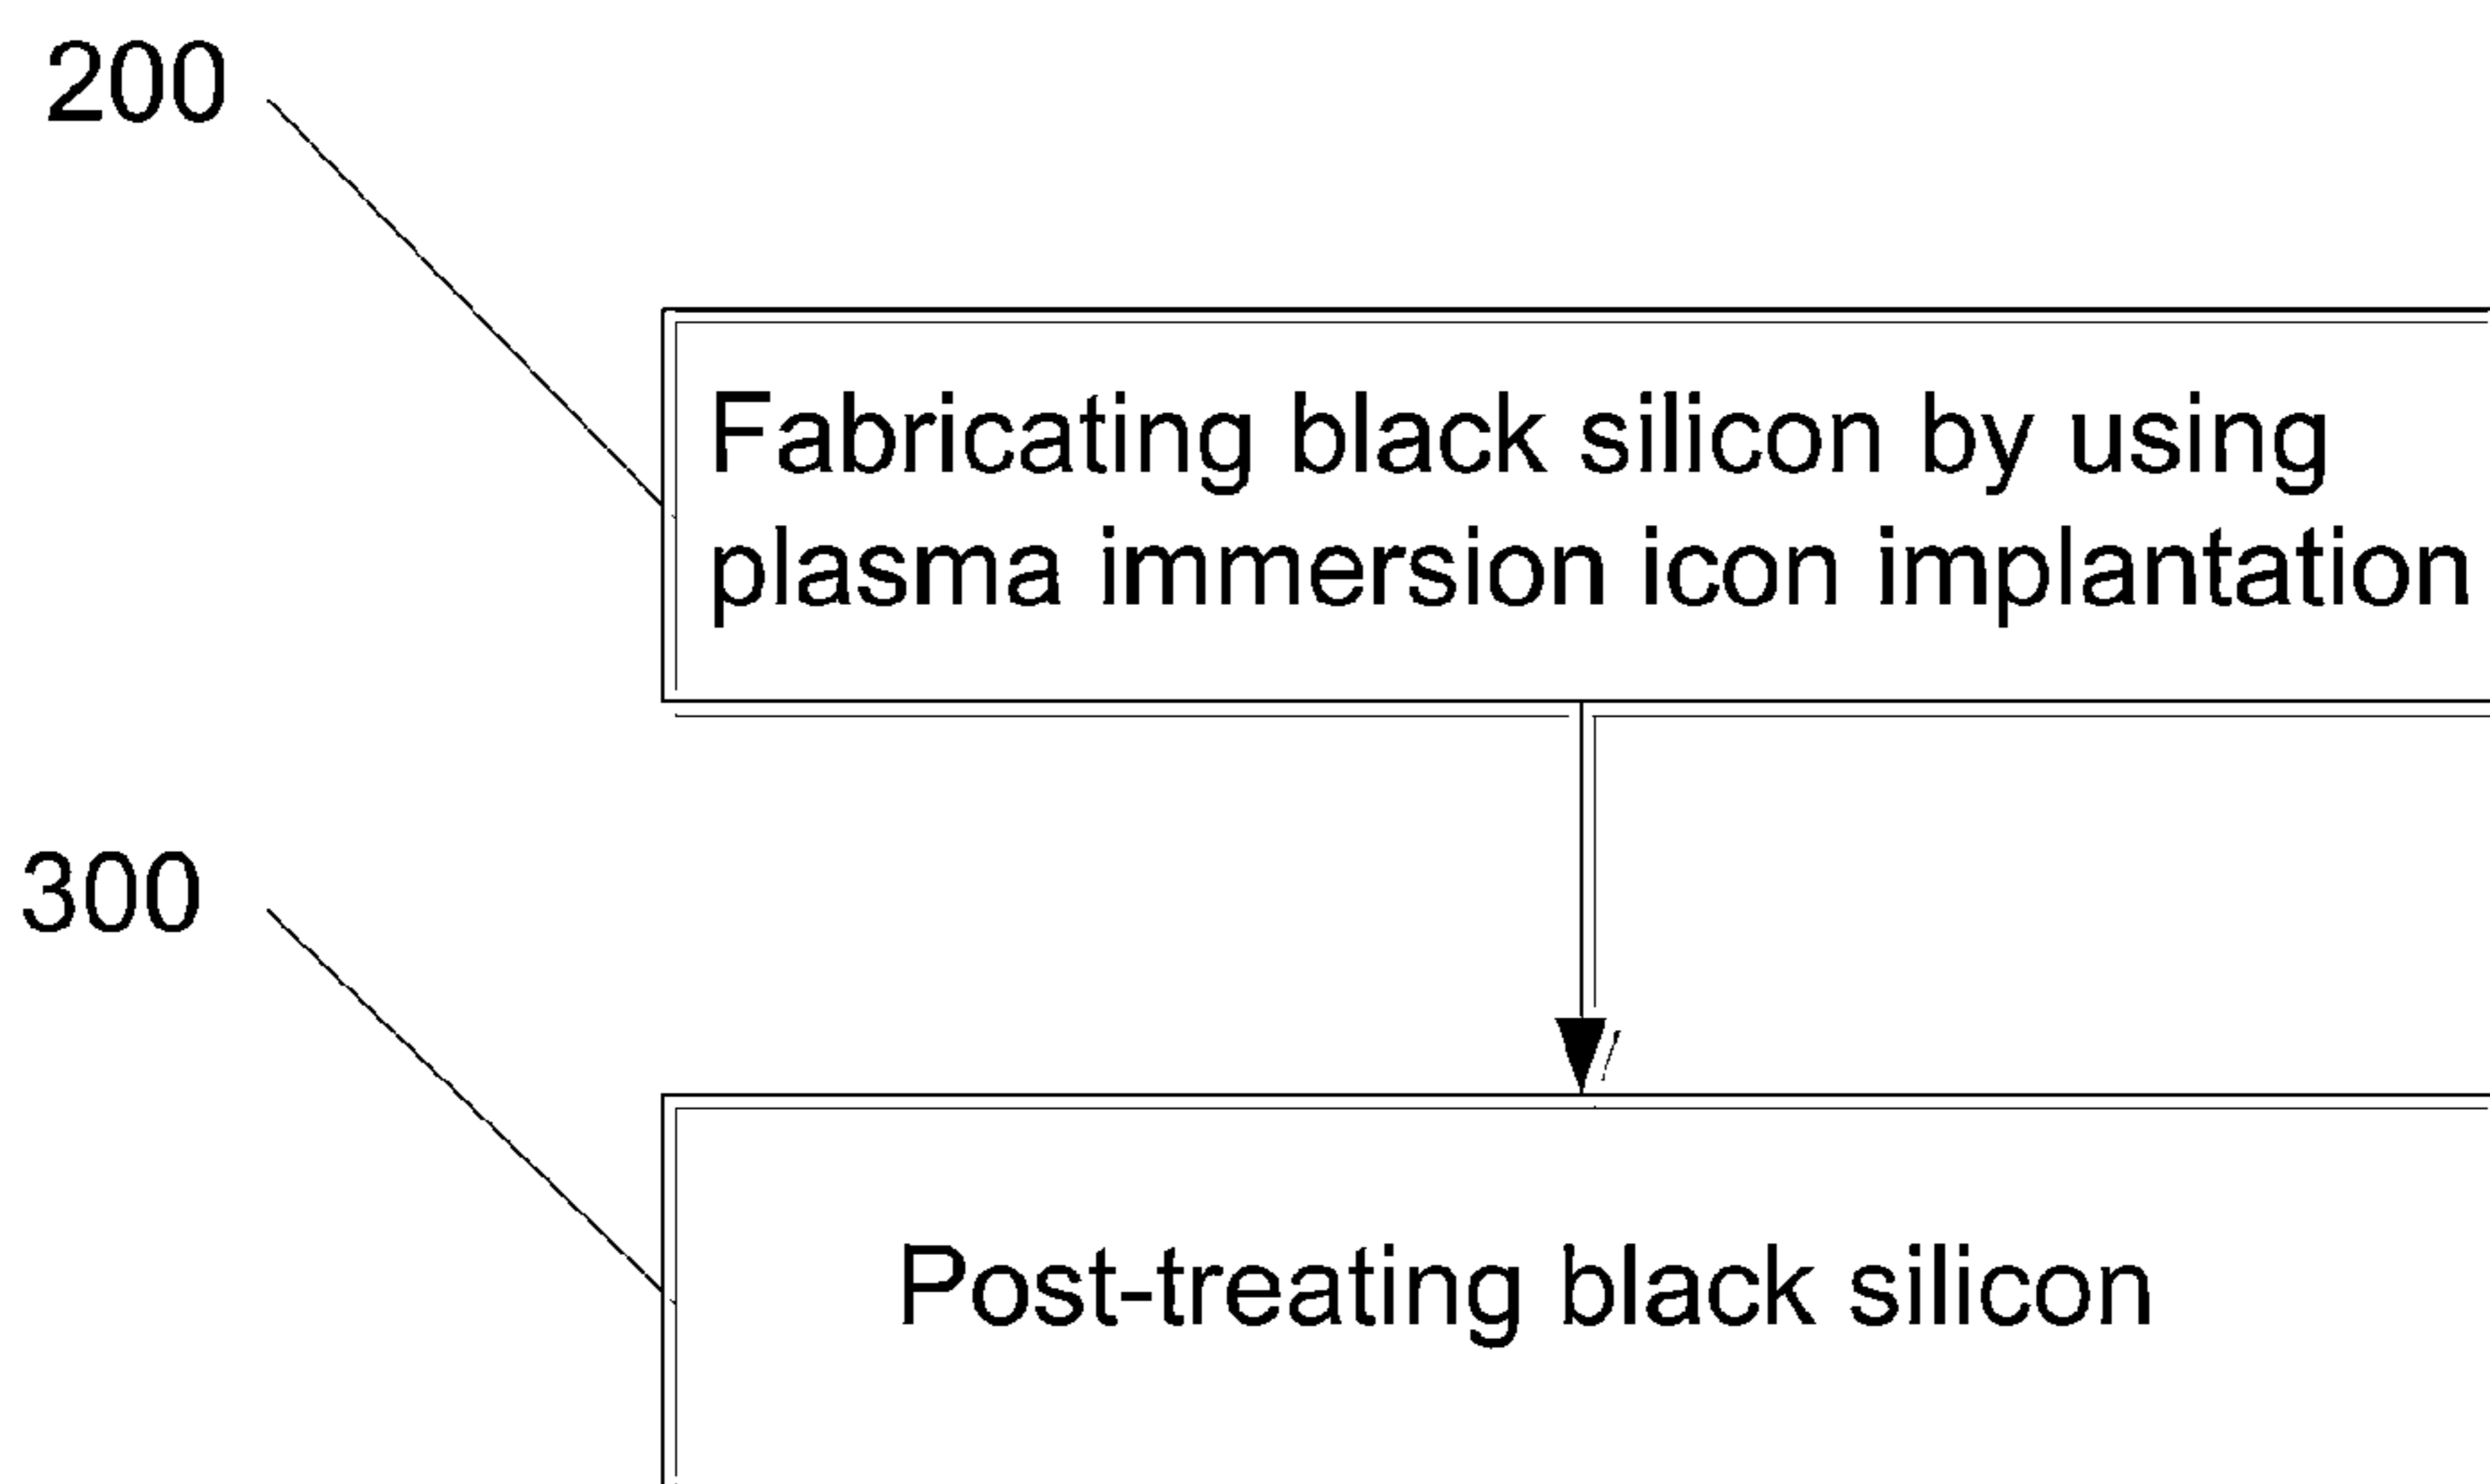 200
Fabricating black silicon by using
plasma immersion icon implantation
300
Post-treating black silicon